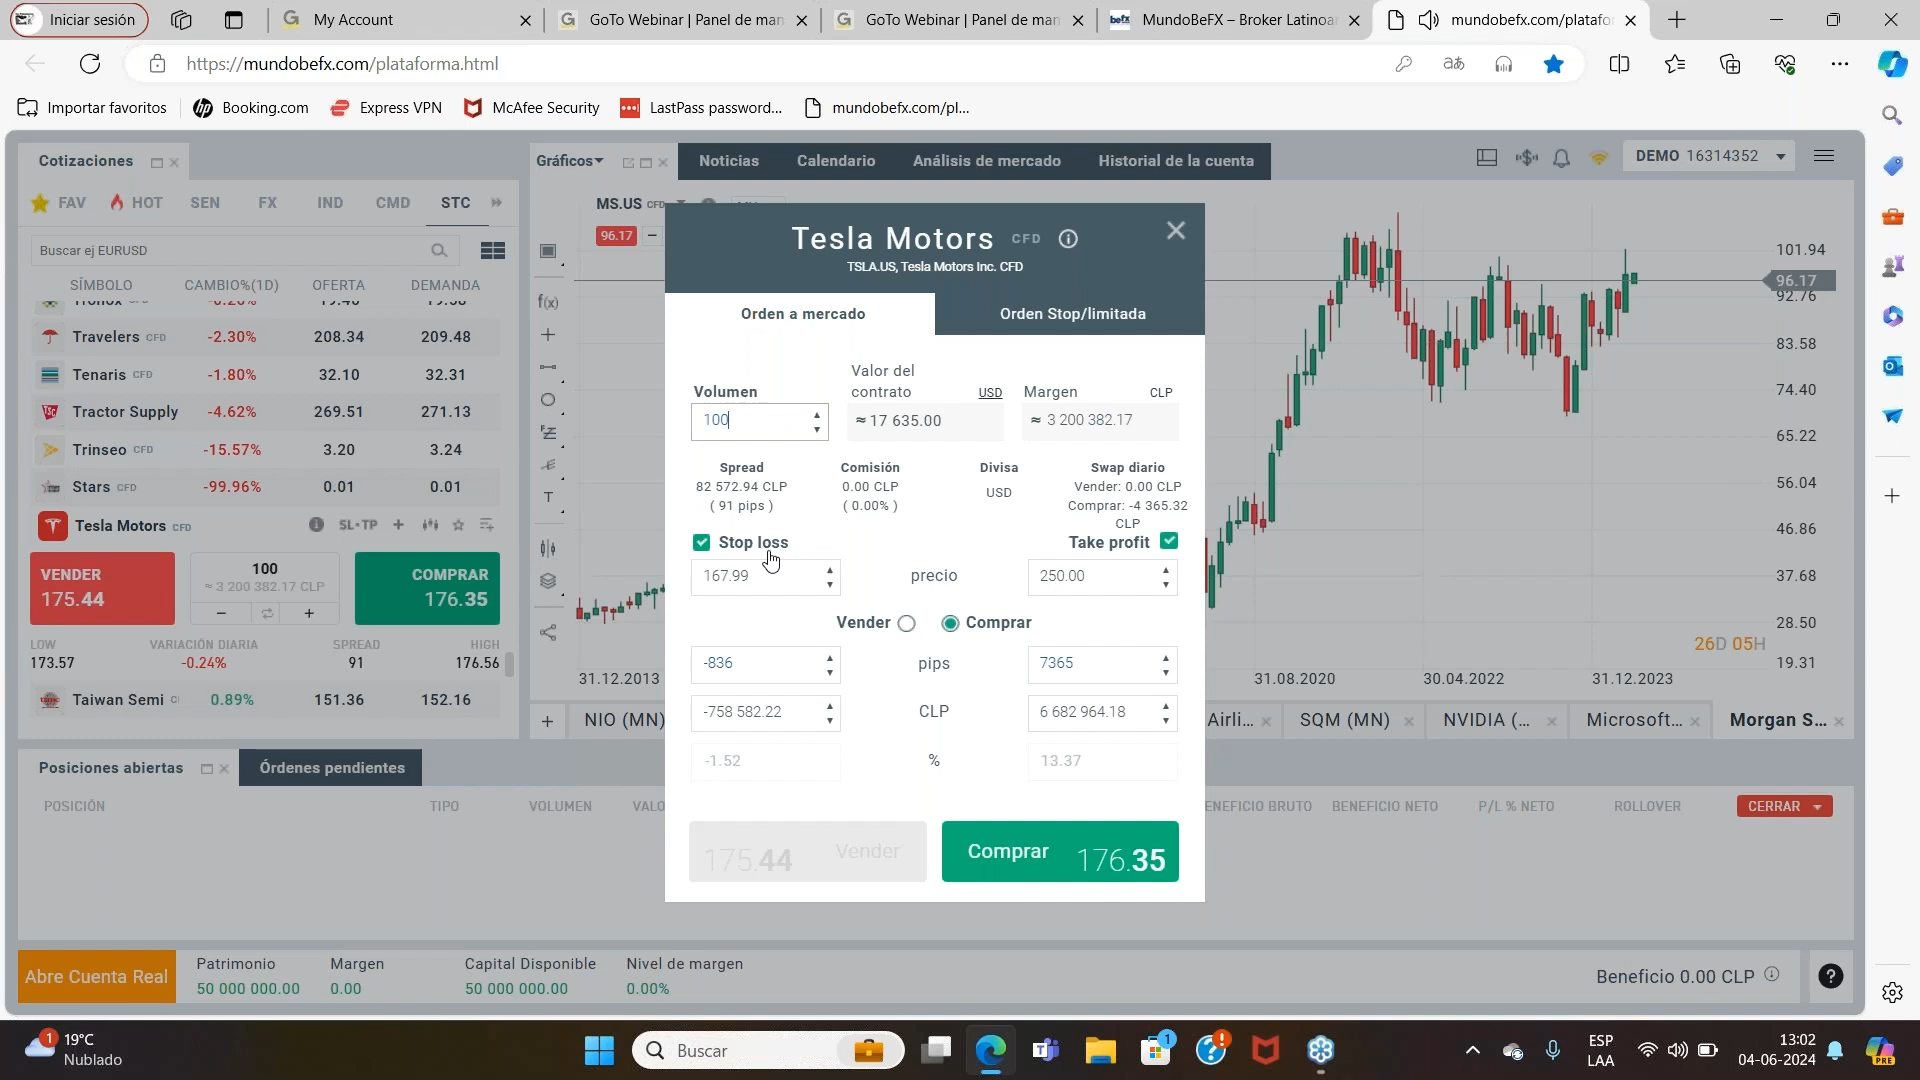 Iniciar sesión
My Account
GoTo Webinar | Panel de man
GoTo Webinar | Panel de man
befx
MundoBeFX – Broker Latinoa
mundobefx.com/platafo
https://mundobefx.com/plataforma.html
Importar favoritos
Booking.com
Express VPN
McAfee Security
LastPass password...
mundobefx.com/pl...
Cotizaciones
Gráficos
Noticias
Calendario
Análisis de mercado
Historial de la cuenta
DEMO 16314352
FAV
HOT
SEN
FX
IND
CMD
STC
Buscar ej EURUSD
SÍMBOLO
CAMBIO%(1D)
OFERTA
DEMANDA
Travelers CFD
-2.30%
208.34
209.48
Tenaris CFD
-1.80%
32.10
32.31
Tractor Supply
-4.62%
269.51
271.13
Trinseo CFD
-15.57%
3.20
3.24
Stars CFD
-99.96%
0.01
0.01
Tesla Motors CFD
SL+TP
VENDER
175.44
100
≈ 3 200 382.17 CLP
COMPRAR
176.35
LOW
173.57
VARIACIÓN DIARIA
-0.24%
SPREAD
91
HIGH
176.56
Taiwan Semi
0.89%
151.36
152.16
MS.US CFD
96.17
f(x)
T
Tesla Motors CFD
TSLA.US, Tesla Motors Inc. CFD
Orden a mercado
Orden Stop/limitada
Volumen
100
Valor del
contrato
USD
≈ 17 635.00
Margen
CLP
≈ 3 200 382.17
Spread
82 572.94 CLP
( 91 pips )
Comisión
0.00 CLP
( 0.00% )
Divisa
USD
Swap diario
Vender: 0.00 CLP
Comprar: -4 365.32
CLP
Stop loss
Take profit
167.99
precio
250.00
Vender
Comprar
-836
pips
7365
-758 582.22
CLP
6 682 964.18
-1.52
%
13.37
175.44
Vender
Comprar
176.35
101.94
96.17
92.76
83.58
74.40
65.22
56.04
46.86
37.68
28.50
19.31
26D 05H
31.12.2013
31.08.2020
30.04.2022
31.12.2023
NIO (MN)
Airli...
SQM (MN)
NVIDIA (...
Microsoft...
Morgan S...
Posiciones abiertas
Órdenes pendientes
POSICIÓN
TIPO
VOLUMEN
VALO
ENEFICIO BRUTO
BENEFICIO NETO
P/L % NETO
ROLLOVER
CERRAR
Abre Cuenta Real
Patrimonio
50 000 000.00
Margen
0.00
Capital Disponible
50 000 000.00
Nivel de margen
0.00%
Beneficio 0.00 CLP
1
19°C
Nublado
Buscar
1
ESP
LAA
13:02
04-06-2024
PRE